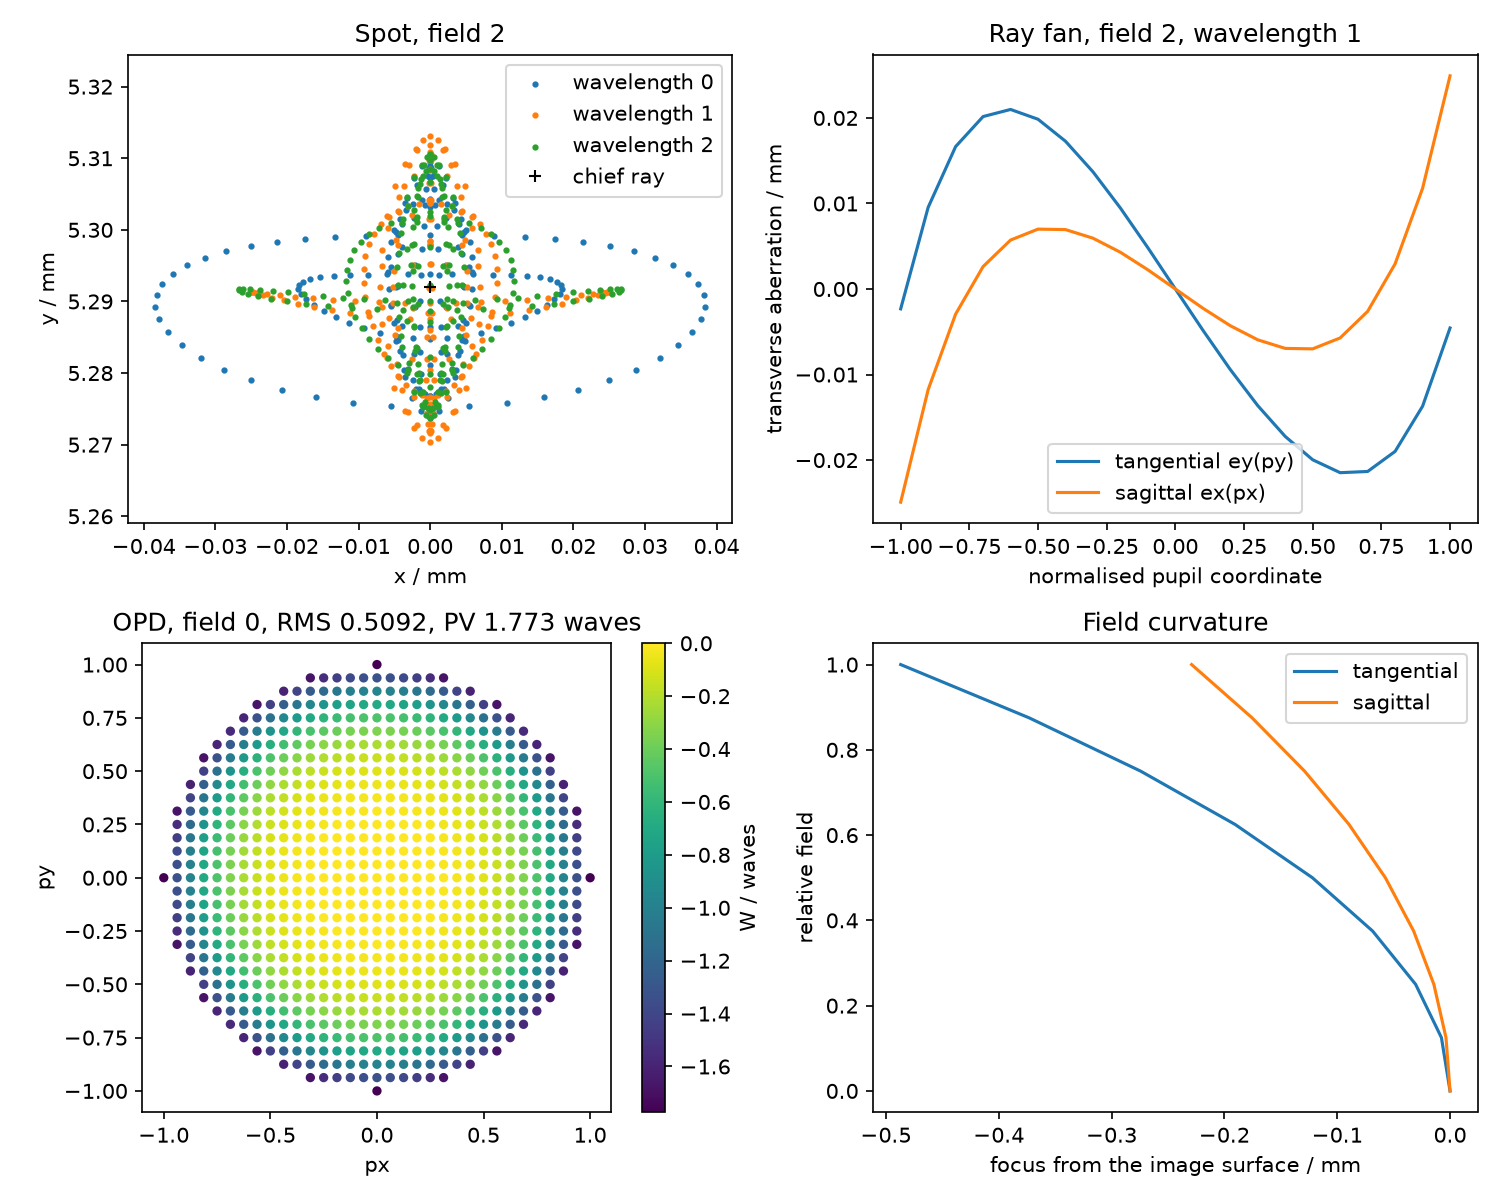 Spot, field 2
5.32
5.31
5.30
5.29
5.28
5.27
5.26
y / mm
wavelength 0
wavelength 1
wavelength 2
chief ray
−0.04 −0.03 −0.02 −0.01 0.00 0.01 0.02 0.03 0.04
x / mm
Ray fan, field 2, wavelength 1
0.02
0.01
0.00
−0.01
−0.02
transverse aberration / mm
tangential ey(py)
sagittal ex(px)
−1.00 −0.75 −0.50 −0.25 0.00 0.25 0.50 0.75 1.00
normalised pupil coordinate
OPD, field 0, RMS 0.5092, PV 1.773 waves
1.00
0.75
0.50
0.25
0.00
−0.25
−0.50
−0.75
−1.00
py
−1.0 −0.5 0.0 0.5 1.0
px
0.0
−0.2
−0.4
−0.6
−0.8
−1.0
−1.2
−1.4
−1.6
W / waves
Field curvature
1.0
0.8
0.6
0.4
0.2
0.0
relative field
tangential
sagittal
−0.5 −0.4 −0.3 −0.2 −0.1 0.0
focus from the image surface / mm